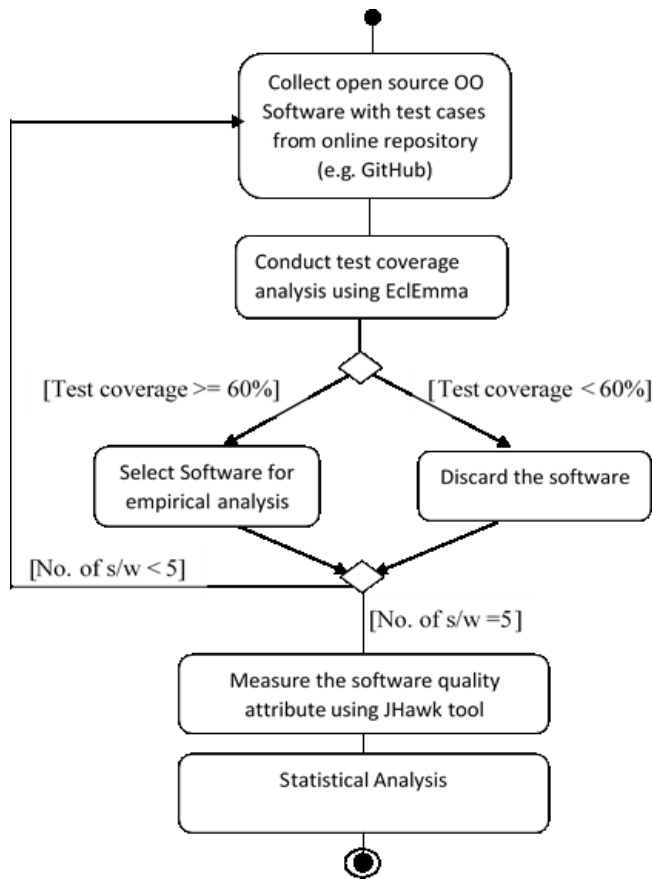 Collect open source OO
Software with test cases
from online repository
(e.g. GitHub)
Conduct test coverage
analysis using EclEmma
[Test coverage >= 60%]
[Test coverage < 60%]
Select Software for
empirical analysis
Discard the software
[No. of s/w < 5]
[No. of s/w =5]
Measure the software quality
attribute using JHawk tool
Statistical Analysis